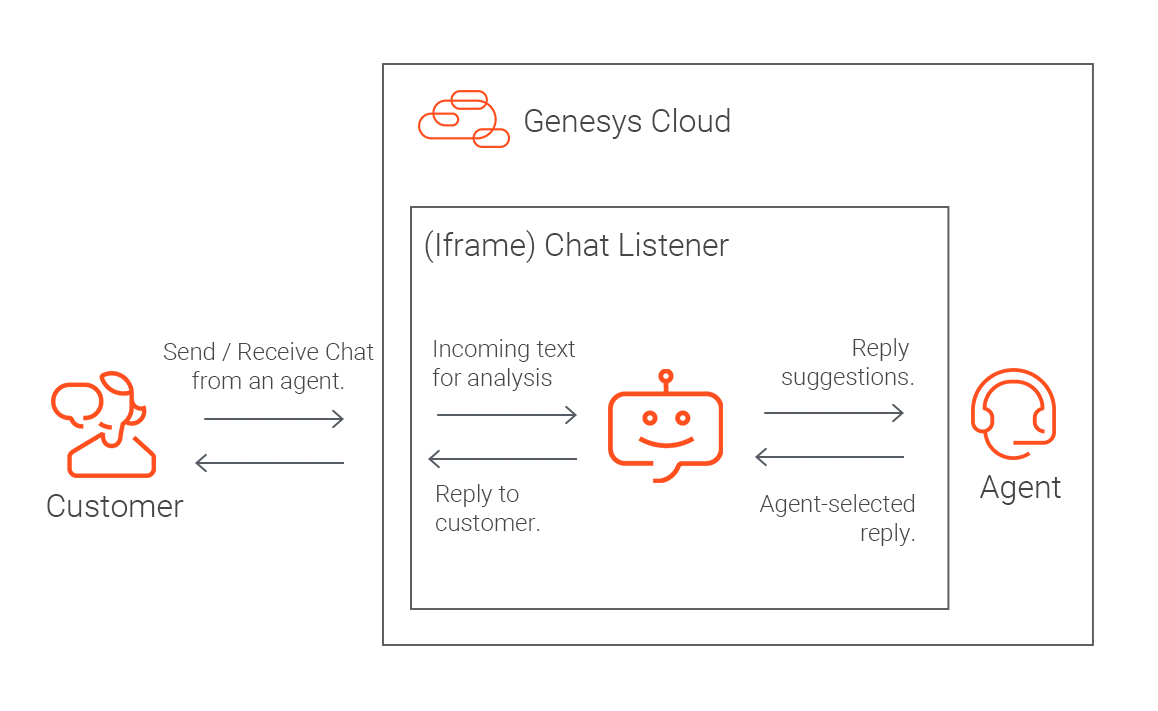 Genesys Cloud
(Iframe) Chat Listener
Send / Receive Chat
from an agent.
Incoming text
for analysis
Reply
suggestions.
Customer
Reply to
customer.
Agent-selected
reply.
Agent